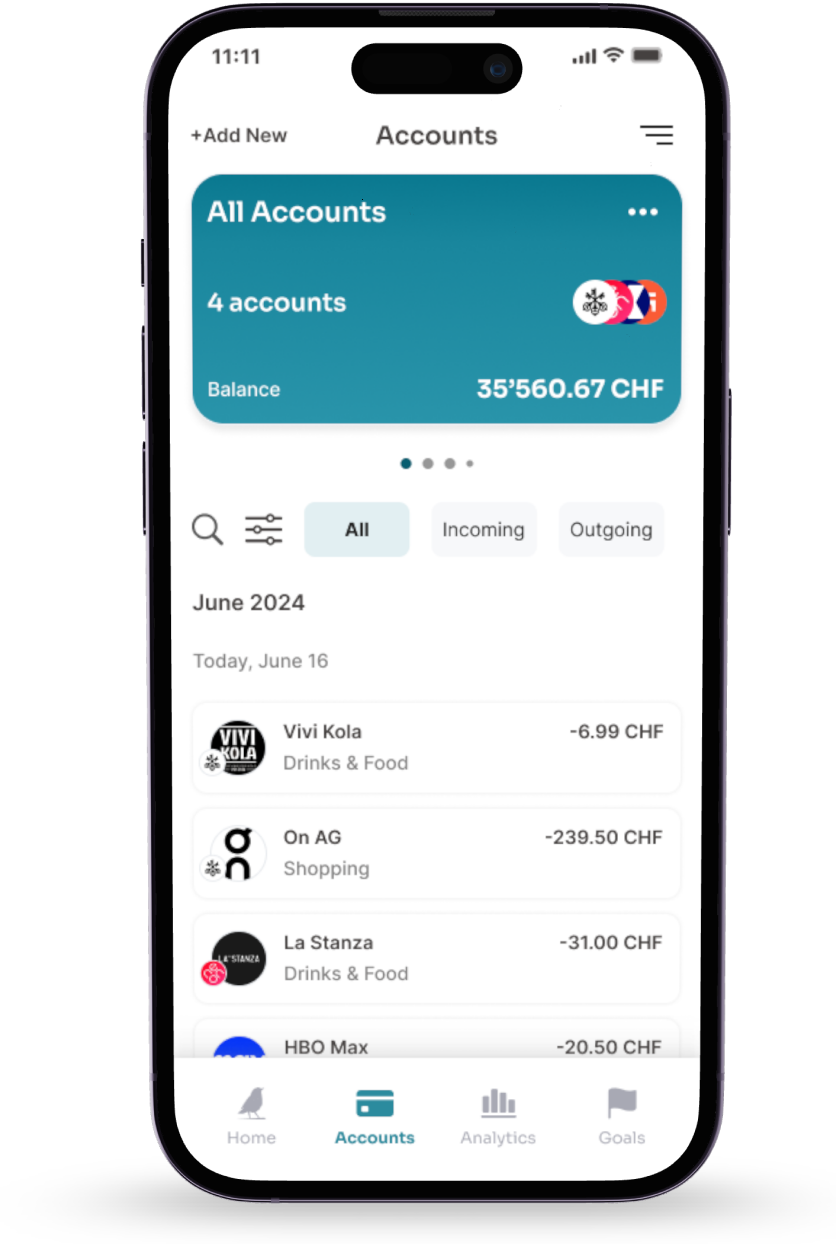 11:11
+Add New
Accounts
All Accounts
4 accounts
Balance
35’560.67 CHF
All
Incoming
Outgoing
June 2024
Today, June 16
VIVI
KOLA
Vivi Kola
-6.99 CHF
Drinks & Food
On AG
-239.50 CHF
Shopping
LA STANZA
La Stanza
-31.00 CHF
Drinks & Food
HBO Max
-20.50 CHF
Home
Accounts
Analytics
Goals